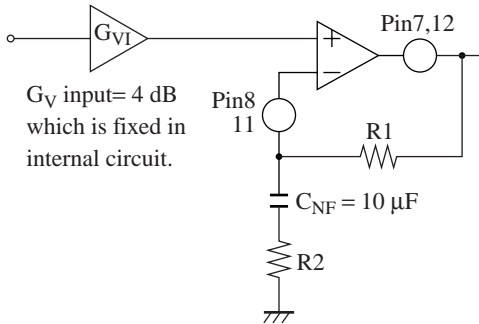 GVI
+
−
Pin7,12
GV input= 4 dB
which is fixed in
internal circuit.
Pin8
11
R1
CNF = 10 μF
R2